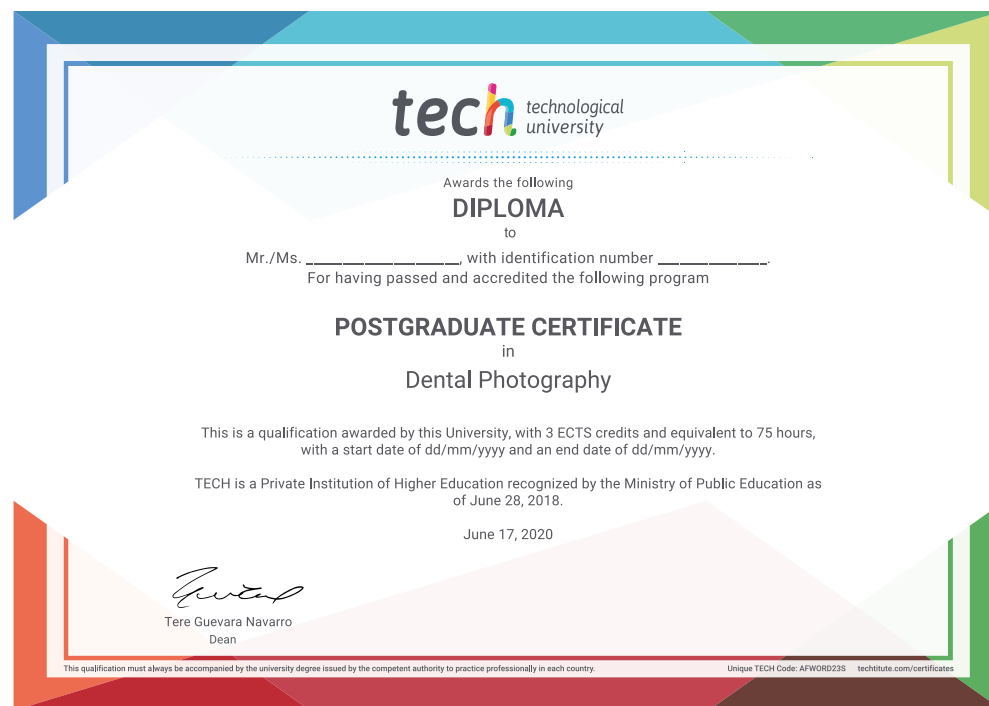 tech technological
university
Awards the following
DIPLOMA
to
Mr./Ms. ____________________, with identification number ______________.
For having passed and accredited the following program
POSTGRADUATE CERTIFICATE
in
Dental Photography
This is a qualification awarded by this University, with 3 ECTS credits and equivalent to 75 hours,
with a start date of dd/mm/yyyy and an end date of dd/mm/yyyy.
TECH is a Private Institution of Higher Education recognized by the Ministry of Public Education as
of June 28, 2018.
June 17, 2020
Tere Guevara Navarro
Dean
This qualification must always be accompanied by the university degree issued by the competent authority to practice professionally in each country.
Unique TECH Code: AFWORD23S techtitute.com/certificates